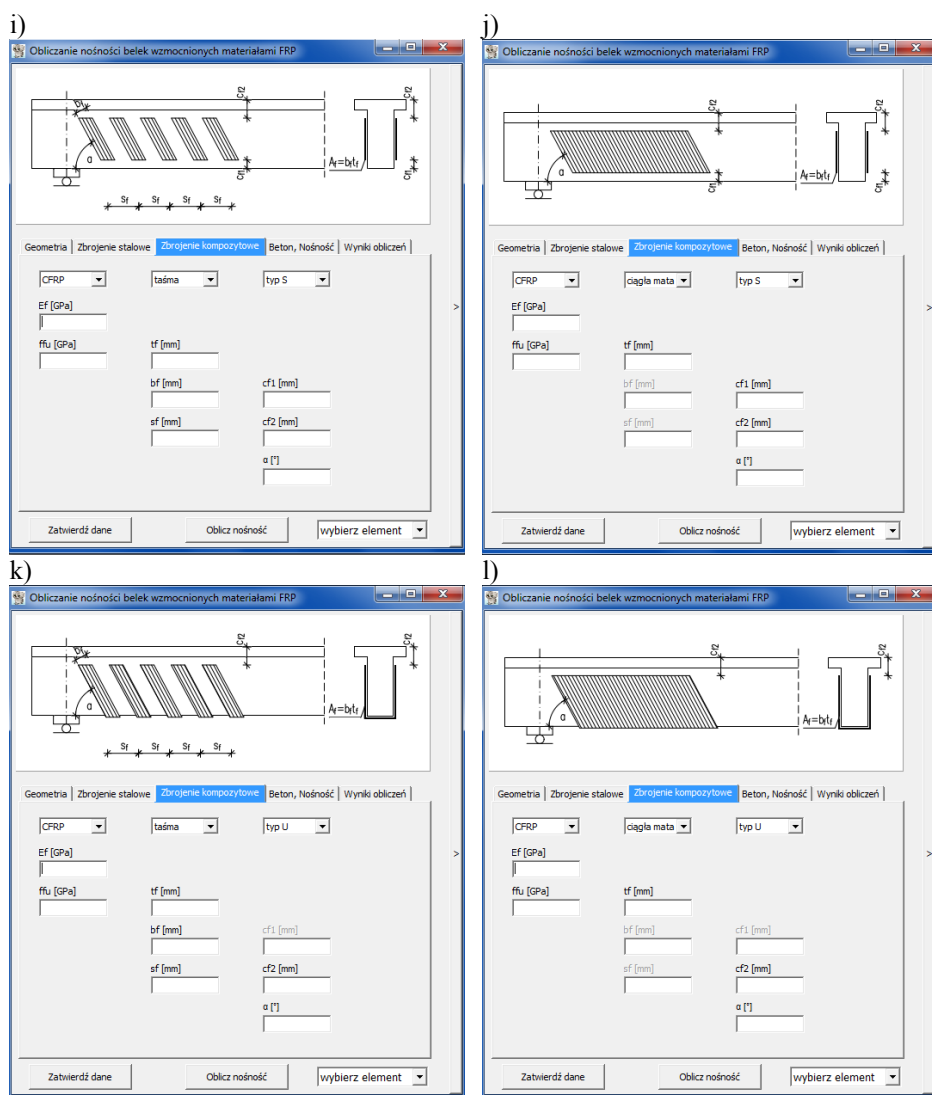 i)
j)
Obliczanie nośności belek wzmocnionych materiałami FRP
bf
cf2
α
Af=bftf
cf1
sf sf sf sf
Geometria Zbrojenie stalowe Zbrojenie kompozytowe Beton, Nośność Wyniki obliczeń
CFRP taśma typ S
Ef [GPa]
ffu [GPa] tf [mm]
bf [mm] cf1 [mm]
sf [mm] cf2 [mm]
α [°]
Zatwierdź dane Oblicz nośność wybierz element
>
Obliczanie nośności belek wzmocnionych materiałami FRP
cf2
α
Af=bftf
cf1
Geometria Zbrojenie stalowe Zbrojenie kompozytowe Beton, Nośność Wyniki obliczeń
CFRP ciągła mata typ S
Ef [GPa]
ffu [GPa] tf [mm]
bf [mm] cf1 [mm]
sf [mm] cf2 [mm]
α [°]
Zatwierdź dane Oblicz nośność wybierz element
>
k)
l)
Obliczanie nośności belek wzmocnionych materiałami FRP
bf
cf2
α
Af=bftf
sf sf sf sf
Geometria Zbrojenie stalowe Zbrojenie kompozytowe Beton, Nośność Wyniki obliczeń
CFRP taśma typ U
Ef [GPa]
ffu [GPa] tf [mm]
bf [mm] cf1 [mm]
sf [mm] cf2 [mm]
α [°]
Zatwierdź dane Oblicz nośność wybierz element
>
Obliczanie nośności belek wzmocnionych materiałami FRP
cf2
α
Af=bftf
Geometria Zbrojenie stalowe Zbrojenie kompozytowe Beton, Nośność Wyniki obliczeń
CFRP ciągła mata typ U
Ef [GPa]
ffu [GPa] tf [mm]
bf [mm] cf1 [mm]
sf [mm] cf2 [mm]
α [°]
Zatwierdź dane Oblicz nośność wybierz element
>